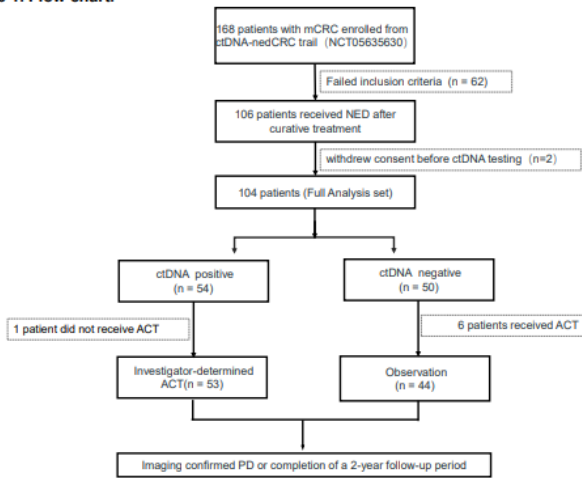 Flow chart.
168 patients with mCRC enrolled from
ctDNA-nedCRC trail (NCT05635630)
Failed inclusion criteria (n = 62)
106 patients received NED after
curative treatment
withdrew consent before ctDNA testing (n=2)
104 patients (Full Analysis set)
ctDNA positive
(n = 54)
ctDNA negative
(n = 50)
1 patient did not receive ACT
6 patients received ACT
Investigator-determined
ACT(n = 53)
Observation
(n = 44)
Imaging confirmed PD or completion of a 2-year follow-up period